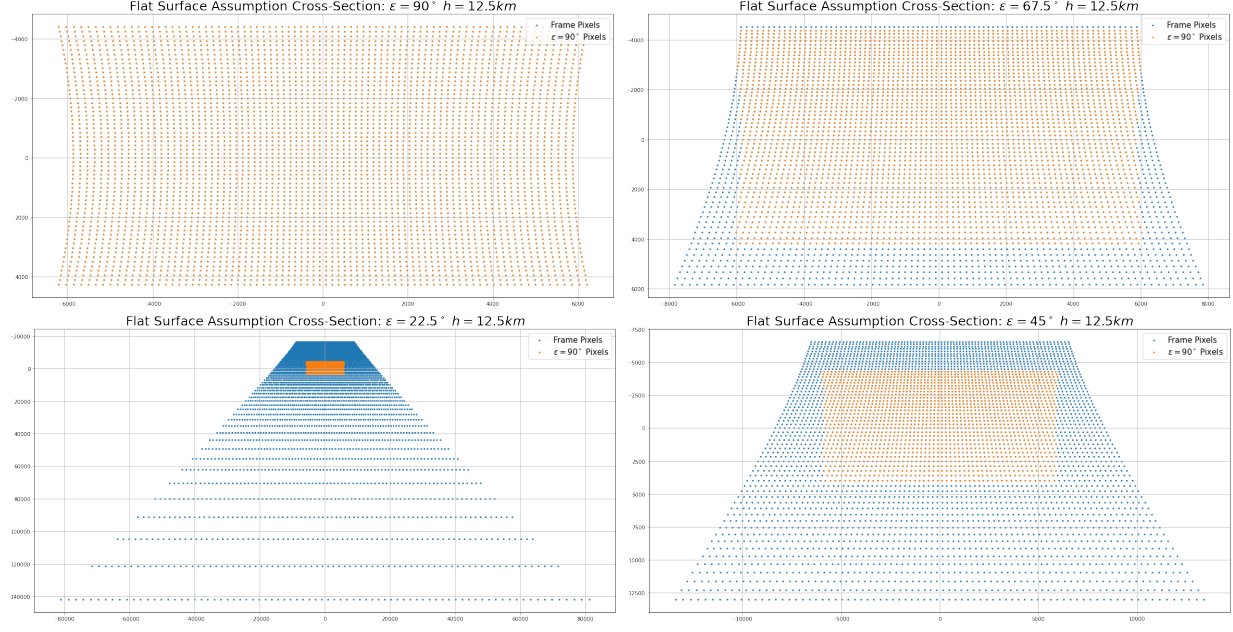 Flat Surface Assumption Cross-Section: ε = 90° h = 12.5km
Frame Pixels
ε = 90° Pixels
−4000
−2000
0
2000
4000
−6000 −4000 −2000 0 2000 4000 6000
Flat Surface Assumption Cross-Section: ε = 67.5° h = 12.5km
Frame Pixels
ε = 90° Pixels
−4000
−2000
0
2000
4000
6000
−8000 −6000 −4000 −2000 0 2000 4000 6000 8000
Flat Surface Assumption Cross-Section: ε = 22.5° h = 12.5km
Frame Pixels
ε = 90° Pixels
−20000
0
20000
40000
60000
80000
100000
120000
140000
−80000 −60000 −40000 −20000 0 20000 40000 60000 80000
Flat Surface Assumption Cross-Section: ε = 45° h = 12.5km
Frame Pixels
ε = 90° Pixels
−7500
−5000
−2500
0
2500
5000
7500
10000
12500
−10000 −5000 0 5000 10000